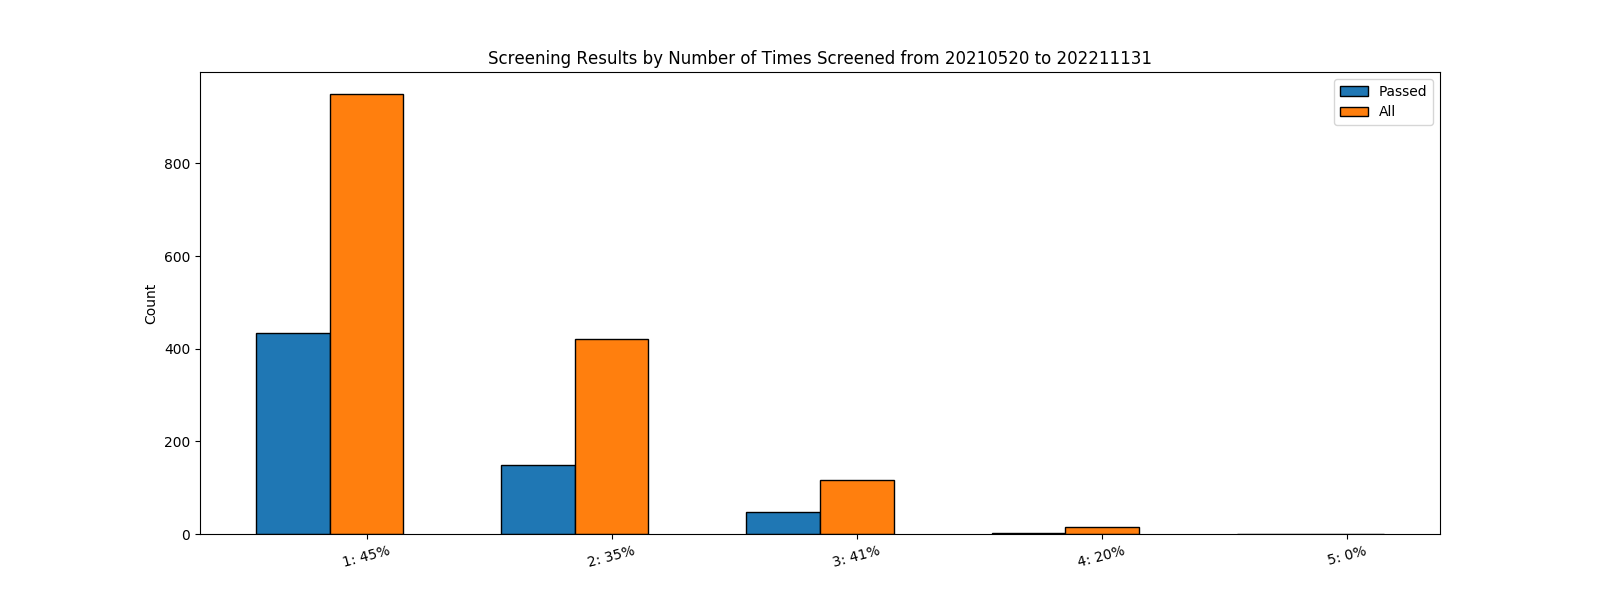 Screening Results by Number of Times Screened from 20210520 to 202211131
Passed
All
800
600
400
200
0
Count
1: 45%
2: 35%
3: 41%
4: 20%
5: 0%